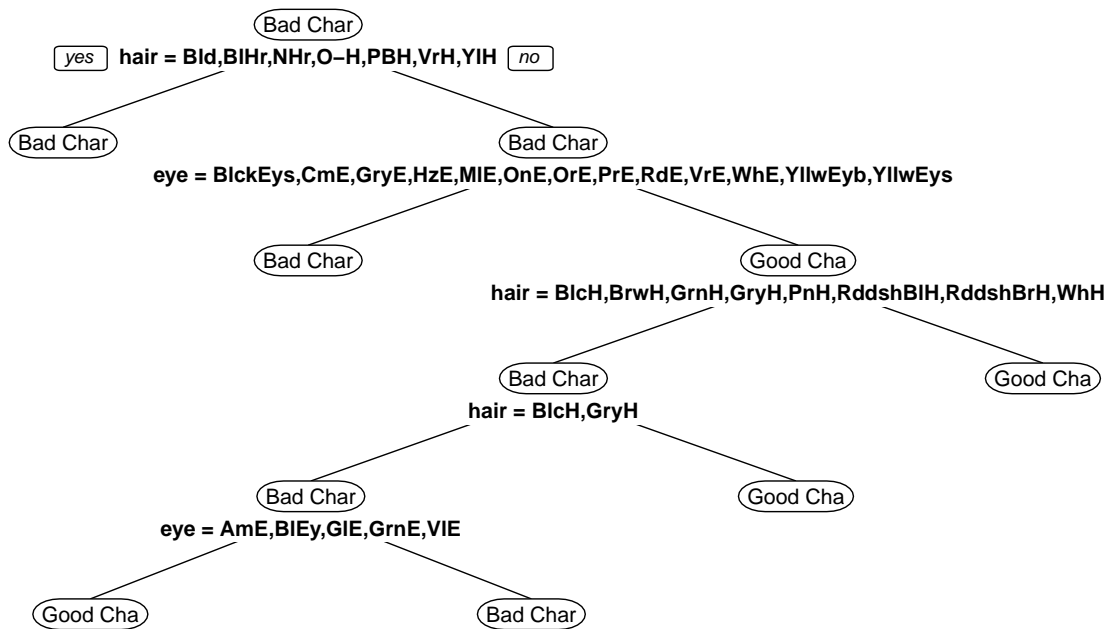 Bad Char
yes hair = Bld,BlHr,NHr,O−H,PBH,VrH,YlH no
Bad Char Bad Char
eye = BlckEys,CmE,GryE,HzE,MlE,OnE,OrE,PrE,RdE,VrE,WhE,YllwEyb,YllwEys
Bad Char Good Cha
hair = BlcH,BrwH,GrnH,GryH,PnH,RddshBlH,RddshBrH,WhH
Bad Char Good Cha
hair = BlcH,GryH
Bad Char Good Cha
eye = AmE,BlEy,GlE,GrnE,VlE
Good Cha Bad Char